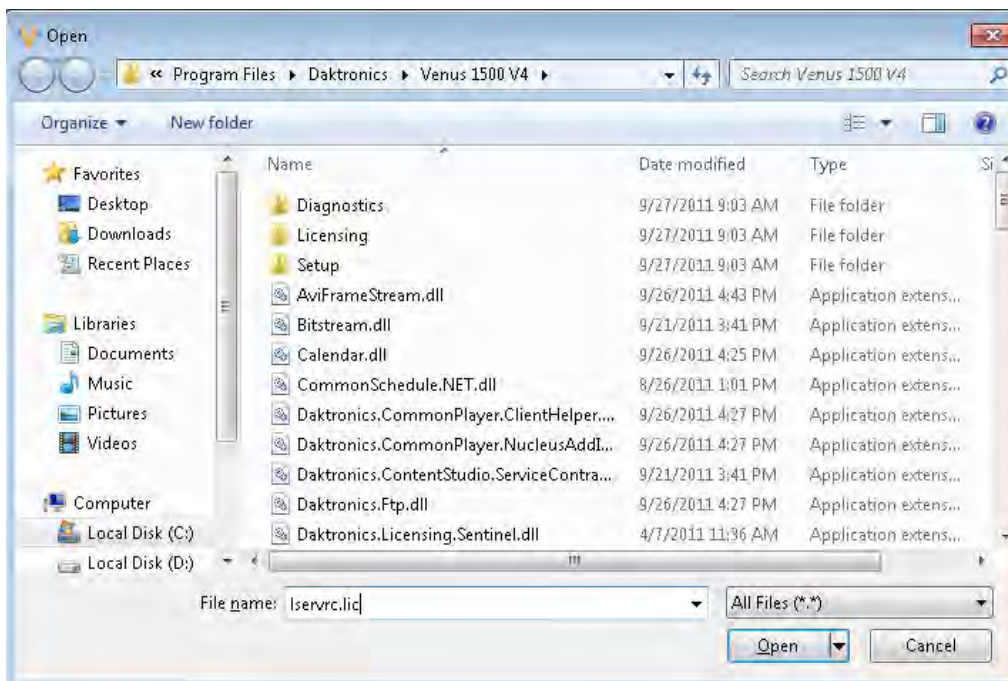 Open
« Program Files ▸ Daktronics ▸ Venus 1500 V4 ▸
Search Venus 1500 V4
Organize ▾ New folder
Name Date modified Type Si
Favorites
Desktop
Downloads
Recent Places
Libraries
Documents
Music
Pictures
Videos
Computer
Local Disk (C:)
Local Disk (D:)
Diagnostics 9/27/2011 9:03 AM File folder
Licensing 9/27/2011 9:03 AM File folder
Setup 9/27/2011 9:03 AM File folder
AviFrameStream.dll 9/26/2011 4:43 PM Application extens...
Bitstream.dll 9/21/2011 3:41 PM Application extens...
Calendar.dll 9/26/2011 4:25 PM Application extens...
CommonSchedule.NET.dll 8/26/2011 1:01 PM Application extens...
Daktronics.CommonPlayer.ClientHelper.... 9/26/2011 4:27 PM Application extens...
Daktronics.CommonPlayer.NucleusAddI... 9/26/2011 4:27 PM Application extens...
Daktronics.ContentStudio.ServiceContra... 9/21/2011 3:41 PM Application extens...
Daktronics.Ftp.dll 9/26/2011 4:27 PM Application extens...
Daktronics.Licensing.Sentinel.dll 4/7/2011 11:36 AM Application extens...
File name: lservrc.lic
All Files (*.*)
Open Cancel